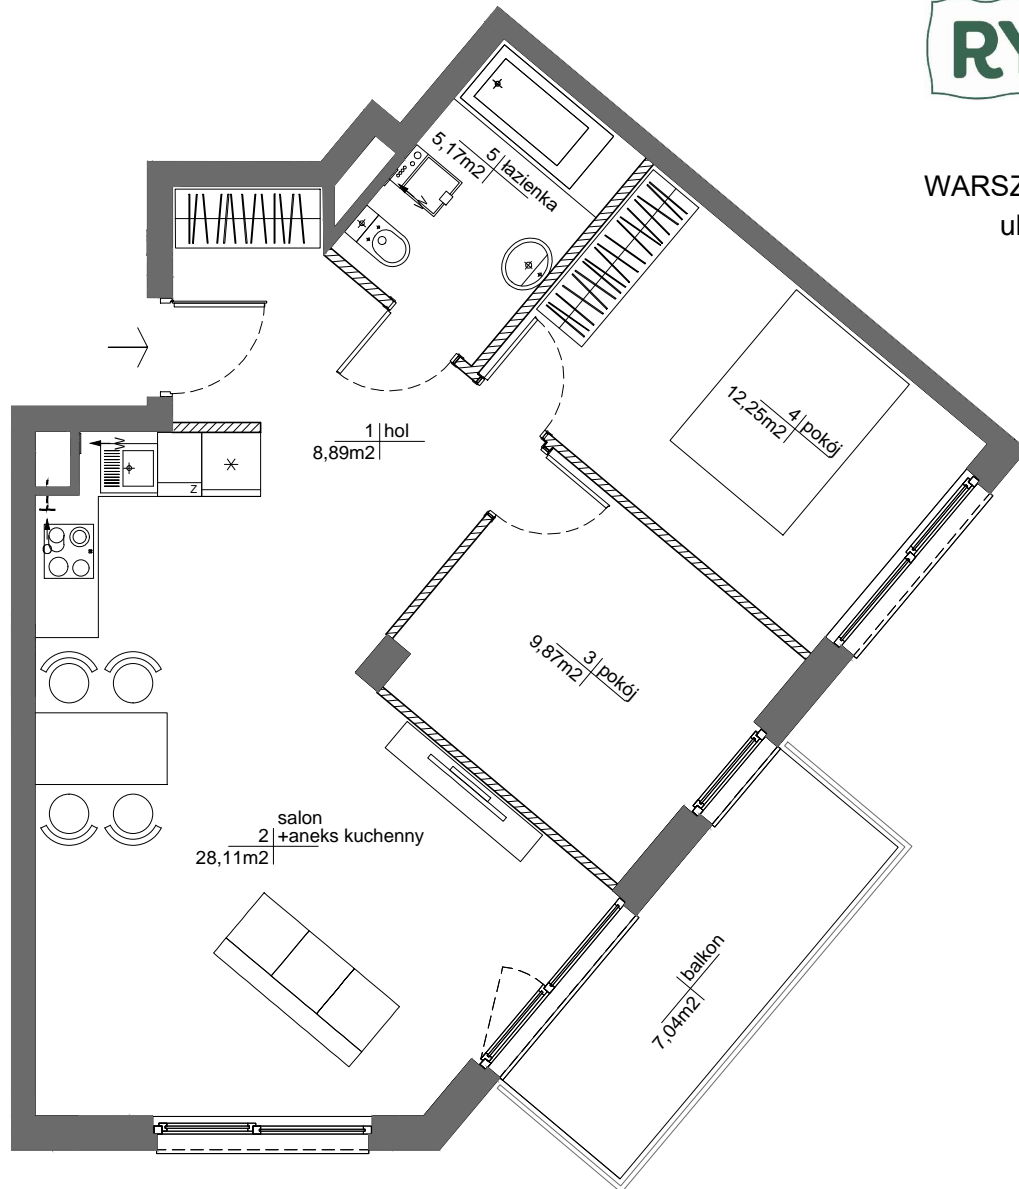 RY
WARSZ
ul
5 łazienka
5,17m2
4 pokój
12,25m2
1 hol
8,89m2
W
Z
3 pokój
9,87m2
salon
2 +aneks kuchenny
28,11m2
balkon
7,04m2